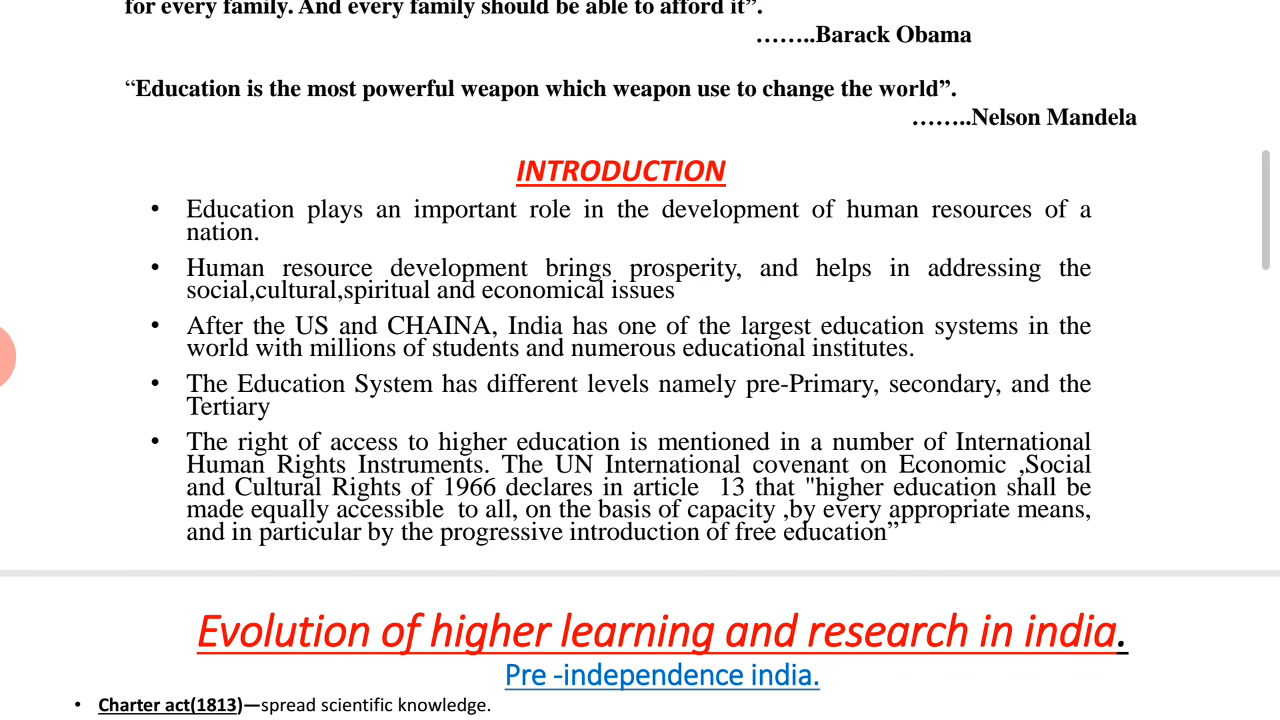 for every family. And every family should be able to afford it”.
……..Barack Obama
“Education is the most powerful weapon which weapon use to change the world”.
……..Nelson Mandela
INTRODUCTION
• Education plays an important role in the development of human resources of a
nation.
• Human resource development brings prosperity, and helps in addressing the
social,cultural,spiritual and economical issues
• After the US and CHAINA, India has one of the largest education systems in the
world with millions of students and numerous educational institutes.
• The Education System has different levels namely pre-Primary, secondary, and the
Tertiary
• The right of access to higher education is mentioned in a number of International
Human Rights Instruments. The UN International covenant on Economic ,Social
and Cultural Rights of 1966 declares in article  13 that "higher education shall be
made equally accessible  to all, on the basis of capacity ,by every appropriate means,
and in particular by the progressive introduction of free education”
Evolution of higher learning and research in india.
Pre -independence india.
• Charter act(1813)—spread scientific knowledge.